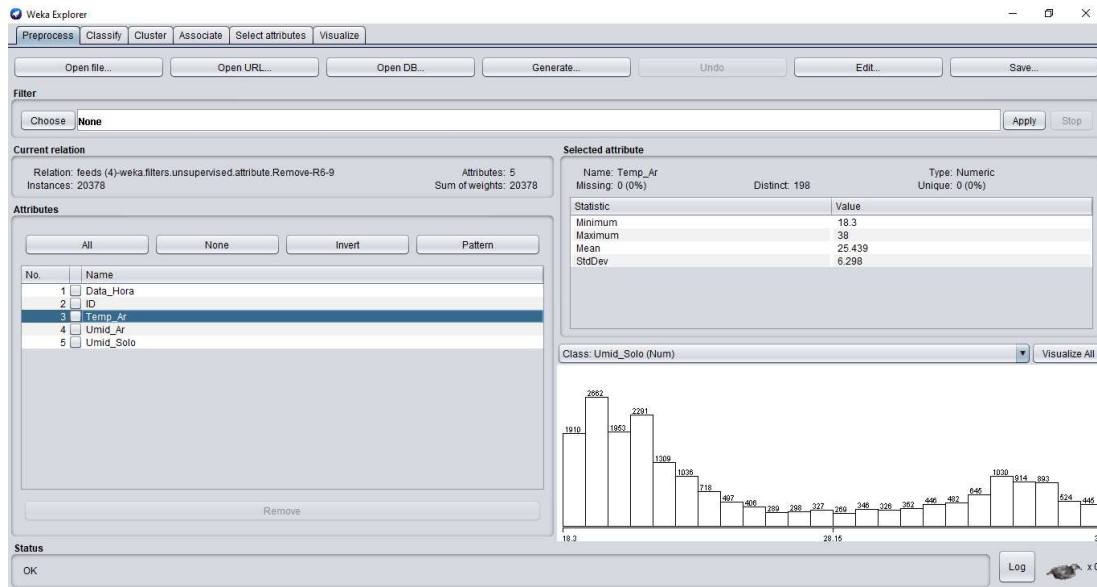 Weka Explorer
Preprocess Classify Cluster Associate Select attributes Visualize
Open file... Open URL... Open DB... Generate... Undo Edit... Save...
Filter
Choose None Apply Stop
Current relation
Relation: feeds (4)-weka.filters.unsupervised.attribute.Remove-R6-9 Attributes: 5
Instances: 20378 Sum of weights: 20378
Attributes
All None Invert Pattern
No. Name
1 Data_Hora
2 ID
3 Temp_Ar
4 Umid_Ar
5 Umid_Solo
Remove
Selected attribute
Name: Temp_Ar Type: Numeric
Missing: 0 (0%) Distinct: 198 Unique: 0 (0%)
Statistic Value
Minimum 18.3
Maximum 38
Mean 25.439
StdDev 6.298
Class: Umid_Solo (Num) Visualize All
1910 2662 1953 2291 1309 1036 718 497 406 289 298 327 269 346 326 362 446 482 645 1030 914 893 524 445
18.3 28.15
Status
OK
Log x 0